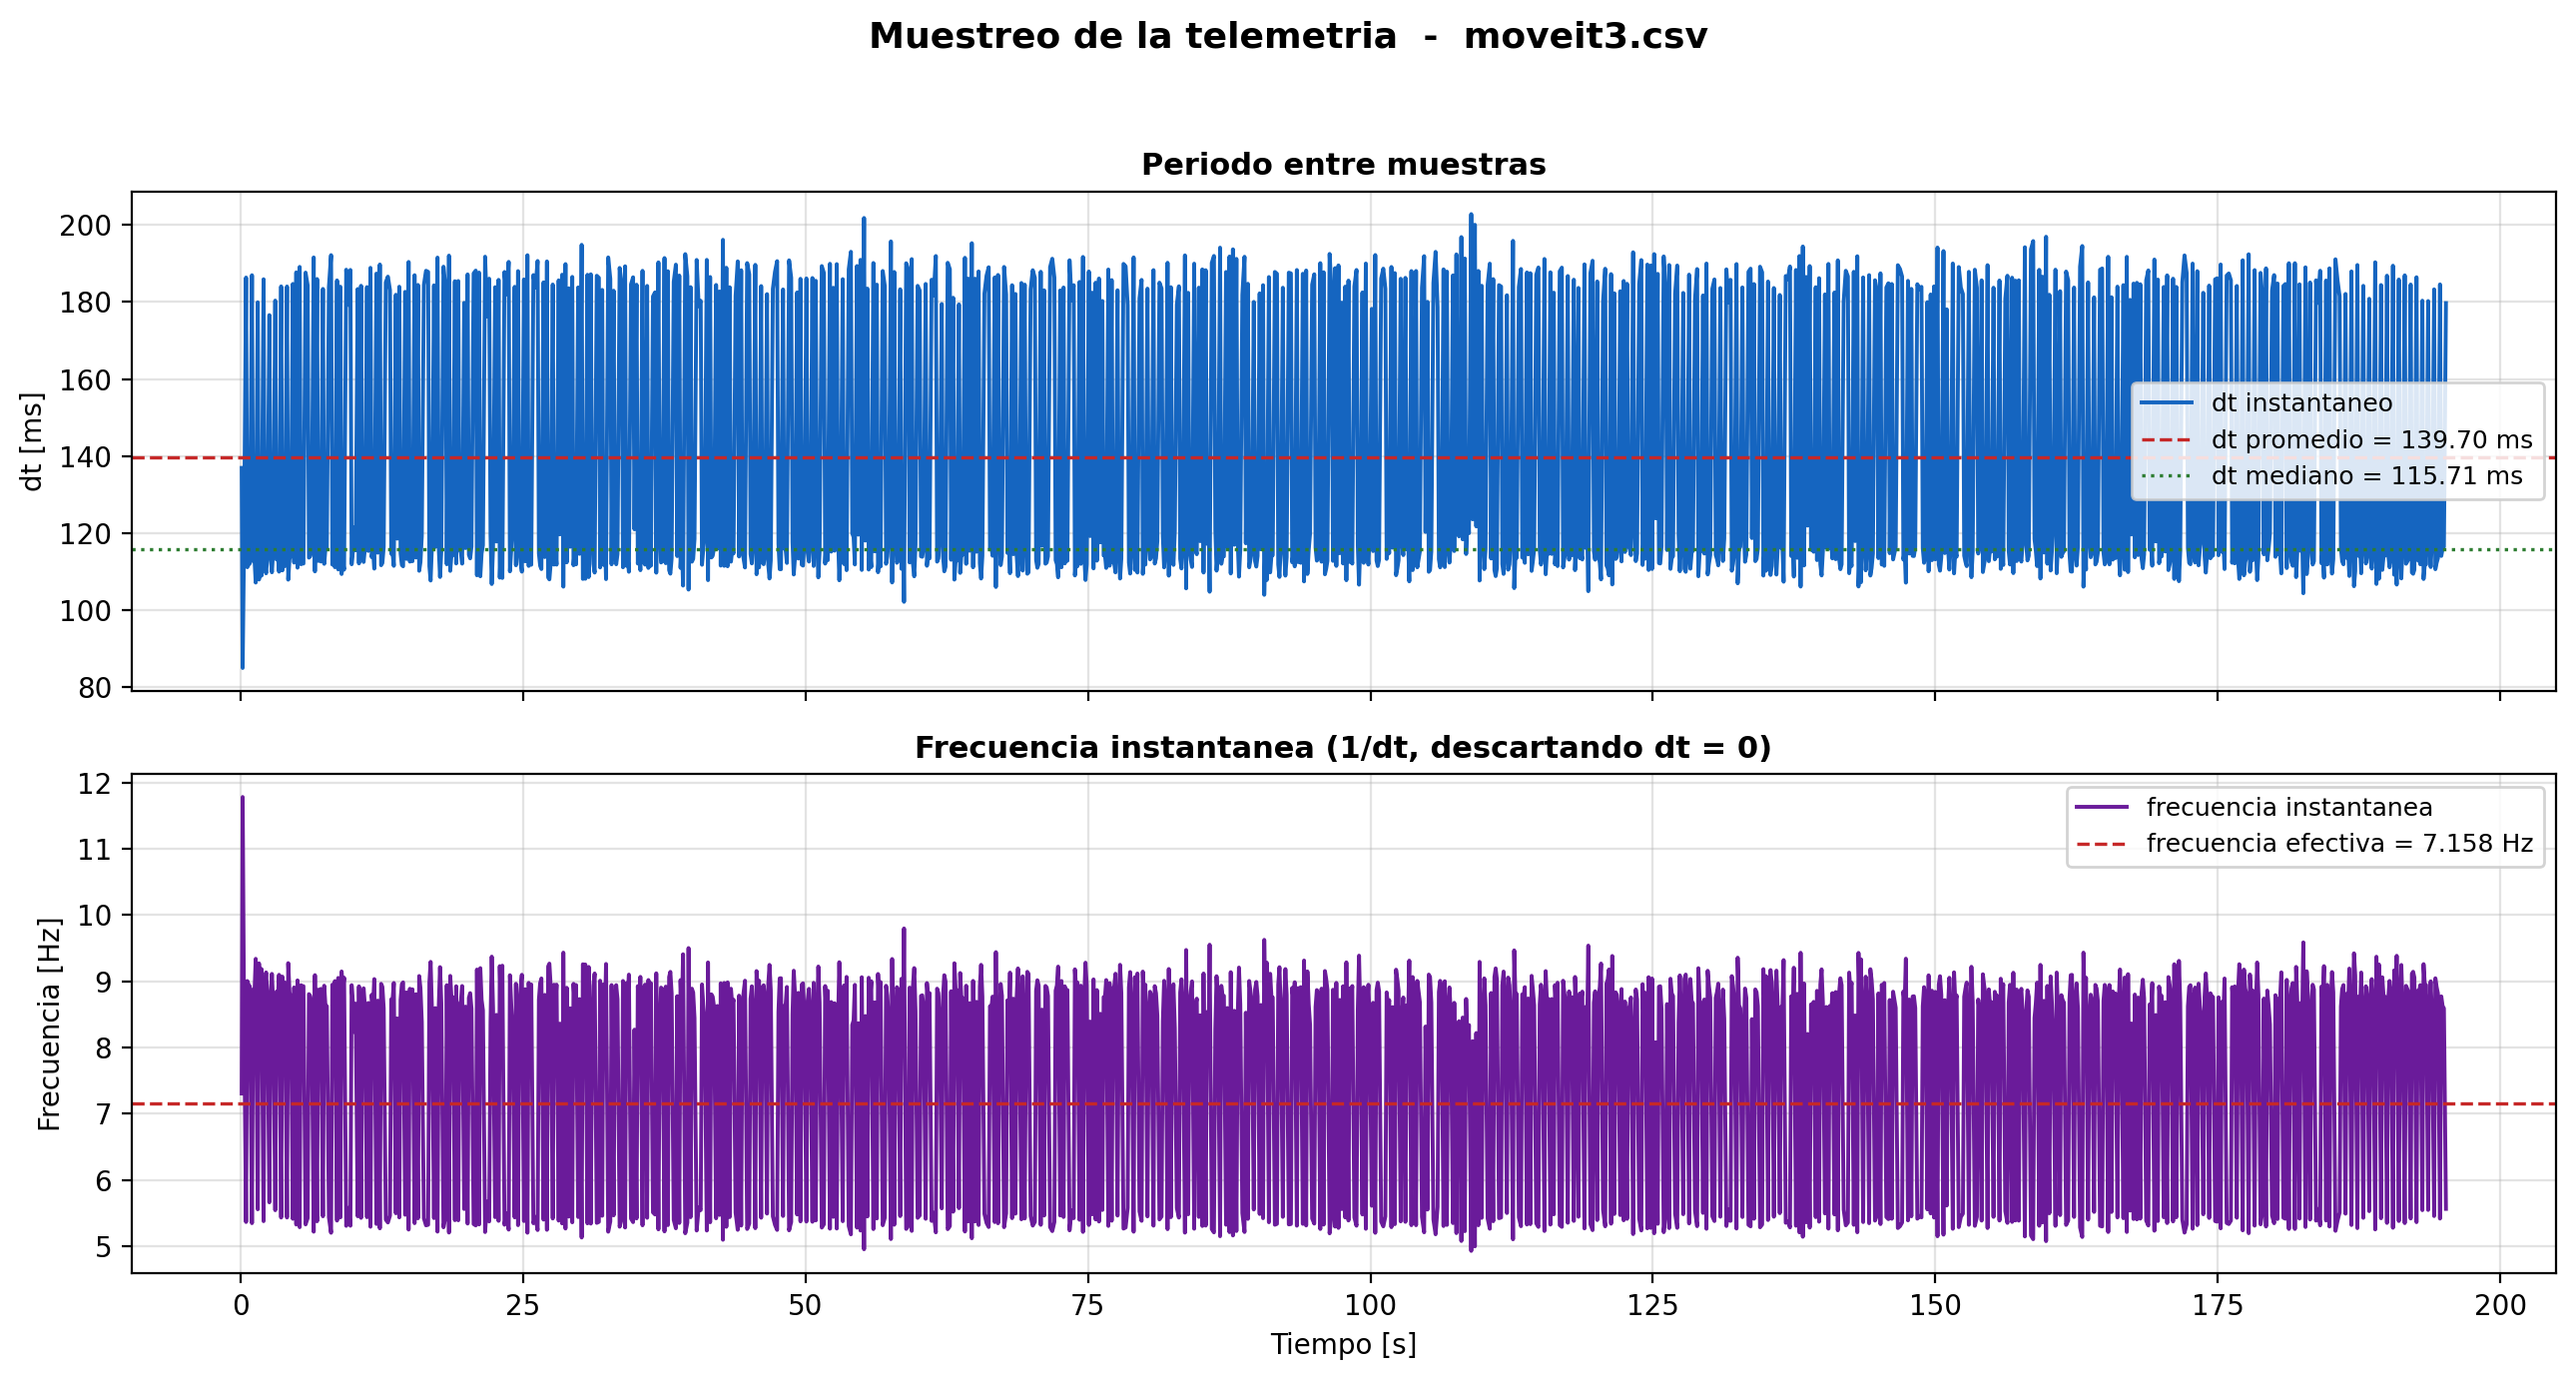 Muestreo de la telemetria - moveit3.csv
Periodo entre muestras
dt [ms]
200
180
160
140
120
100
80
dt instantaneo
dt promedio = 139.70 ms
dt mediano = 115.71 ms
Frecuencia instantanea (1/dt, descartando dt = 0)
Frecuencia [Hz]
12
11
10
9
8
7
6
5
frecuencia instantanea
frecuencia efectiva = 7.158 Hz
0 25 50 75 100 125 150 175 200
Tiempo [s]